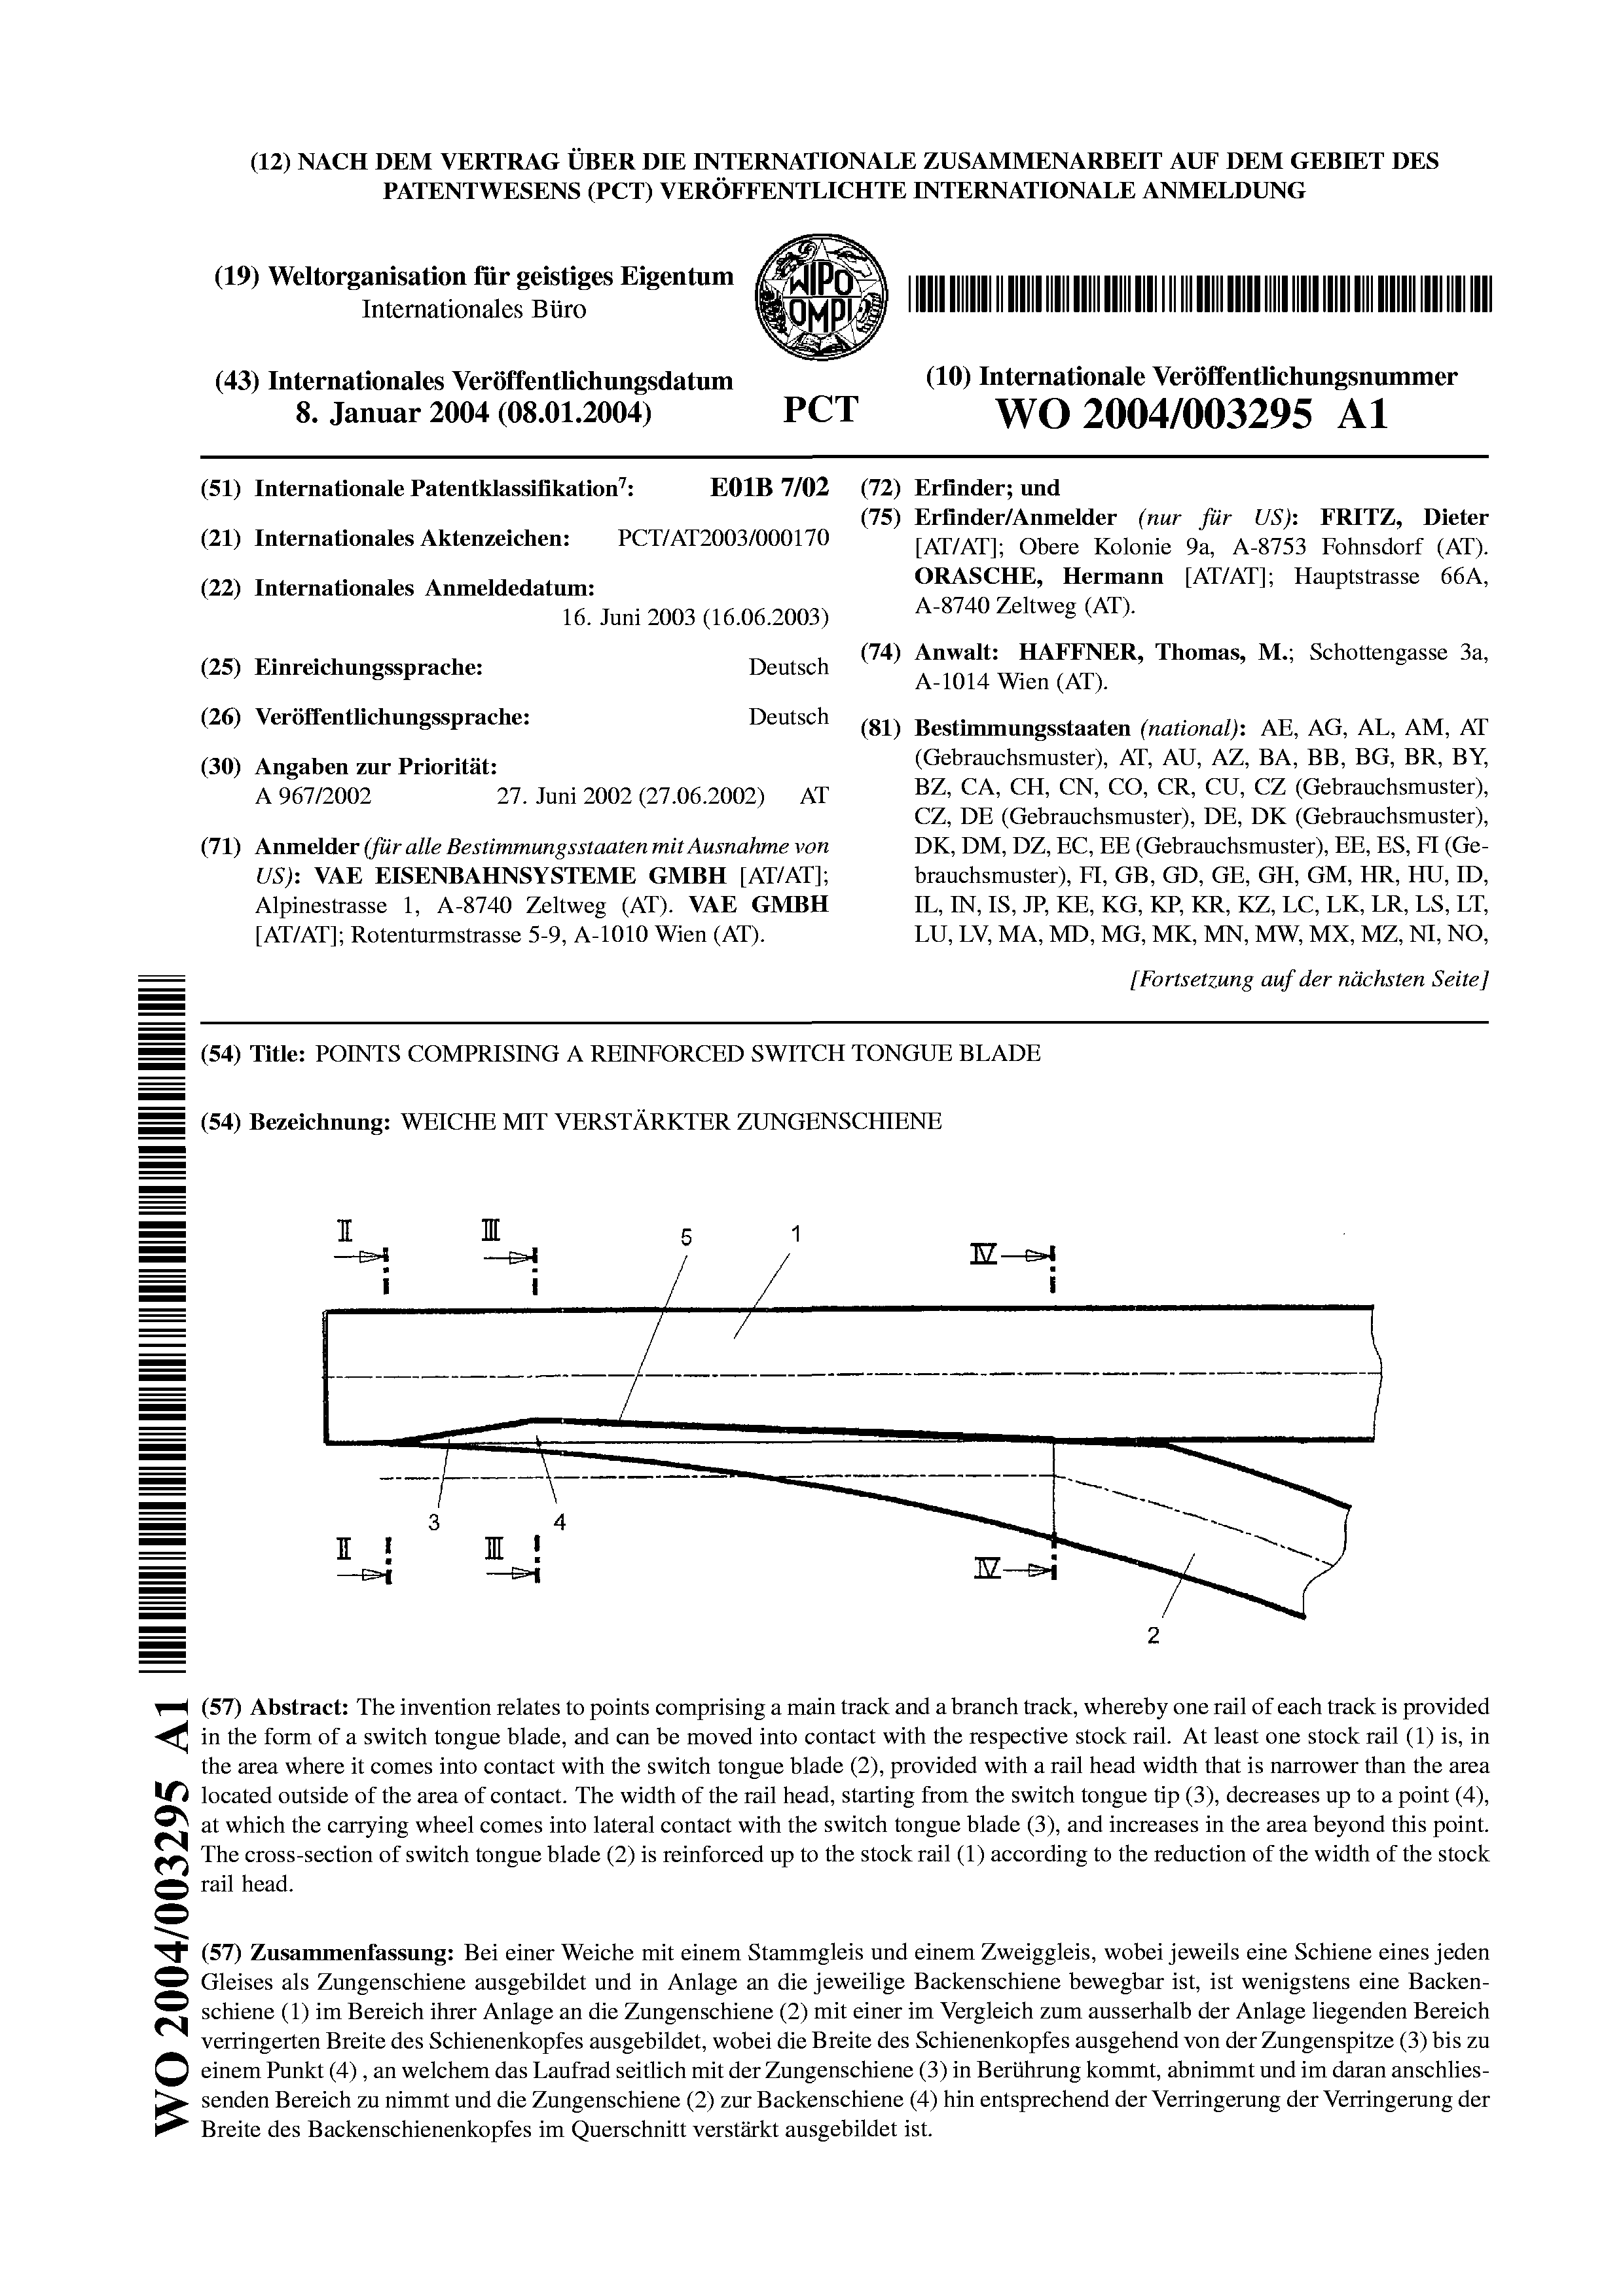 (12) NACH DEM VERTRAG ÜBER DIE INTERNATIONALE ZUSAMMENARBEIT AUF DEM GEBIET DES
PATENTWESENS (PCT) VERÖFFENTLICHTE INTERNATIONALE ANMELDUNG
(19) Weltorganisation für geistiges Eigentum
Internationales Büro
WIPO
OMPI
(43) Internationales Veröffentlichungsdatum
8. Januar 2004 (08.01.2004)
PCT
(10) Internationale Veröffentlichungsnummer
WO 2004/003295 A1
(51) Internationale Patentklassifikation7: E01B 7/02
(21) Internationales Aktenzeichen: PCT/AT2003/000170
(22) Internationales Anmeldedatum:
16. Juni 2003 (16.06.2003)
(25) Einreichungssprache: Deutsch
(26) Veröffentlichungssprache: Deutsch
(30) Angaben zur Priorität:
A 967/2002 27. Juni 2002 (27.06.2002) AT
(71) Anmelder (für alle Bestimmungsstaaten mit Ausnahme von
US): VAE EISENBAHNSYSTEME GMBH [AT/AT];
Alpinestrasse 1, A-8740 Zeltweg (AT). VAE GMBH
[AT/AT]; Rotenturmstrasse 5-9, A-1010 Wien (AT).
(72) Erfinder; und
(75) Erfinder/Anmelder (nur für US): FRITZ, Dieter
[AT/AT]; Obere Kolonie 9a, A-8753 Fohnsdorf (AT).
ORASCHE, Hermann [AT/AT]; Hauptstrasse 66A,
A-8740 Zeltweg (AT).
(74) Anwalt: HAFFNER, Thomas, M.; Schottengasse 3a,
A-1014 Wien (AT).
(81) Bestimmungsstaaten (national): AE, AG, AL, AM, AT
(Gebrauchsmuster), AT, AU, AZ, BA, BB, BG, BR, BY,
BZ, CA, CH, CN, CO, CR, CU, CZ (Gebrauchsmuster),
CZ, DE (Gebrauchsmuster), DE, DK (Gebrauchsmuster),
DK, DM, DZ, EC, EE (Gebrauchsmuster), EE, ES, FI (Ge-
brauchsmuster), FI, GB, GD, GE, GH, GM, HR, HU, ID,
IL, IN, IS, JP, KE, KG, KP, KR, KZ, LC, LK, LR, LS, LT,
LU, LV, MA, MD, MG, MK, MN, MW, MX, MZ, NI, NO,
[Fortsetzung auf der nächsten Seite]
(54) Title: POINTS COMPRISING A REINFORCED SWITCH TONGUE BLADE
(54) Bezeichnung: WEICHE MIT VERSTÄRKTER ZUNGENSCHIENE
II III 5 1 IV
3 4
II III IV
2
(57) Abstract: The invention relates to points comprising a main track and a branch track, whereby one rail of each track is provided
in the form of a switch tongue blade, and can be moved into contact with the respective stock rail. At least one stock rail (1) is, in
the area where it comes into contact with the switch tongue blade (2), provided with a rail head width that is narrower than the area
located outside of the area of contact. The width of the rail head, starting from the switch tongue tip (3), decreases up to a point (4),
at which the carrying wheel comes into lateral contact with the switch tongue blade (3), and increases in the area beyond this point.
The cross-section of switch tongue blade (2) is reinforced up to the stock rail (1) according to the reduction of the width of the stock
rail head.
(57) Zusammenfassung: Bei einer Weiche mit einem Stammgleis und einem Zweiggleis, wobei jeweils eine Schiene eines jeden
Gleises als Zungenschiene ausgebildet und in Anlage an die jeweilige Backenschiene bewegbar ist, ist wenigstens eine Backen-
schiene (1) im Bereich ihrer Anlage an die Zungenschiene (2) mit einer im Vergleich zum ausserhalb der Anlage liegenden Bereich
verringerten Breite des Schienenkopfes ausgebildet, wobei die Breite des Schienenkopfes ausgehend von der Zungenspitze (3) bis zu
einem Punkt (4) , an welchem das Laufrad seitlich mit der Zungenschiene (3) in Berührung kommt, abnimmt und im daran anschlies-
senden Bereich zu nimmt und die Zungenschiene (2) zur Backenschiene (4) hin entsprechend der Verringerung der Verringerung der
Breite des Backenschienenkopfes im Querschnitt verstärkt ausgebildet ist.
WO 2004/003295 A1